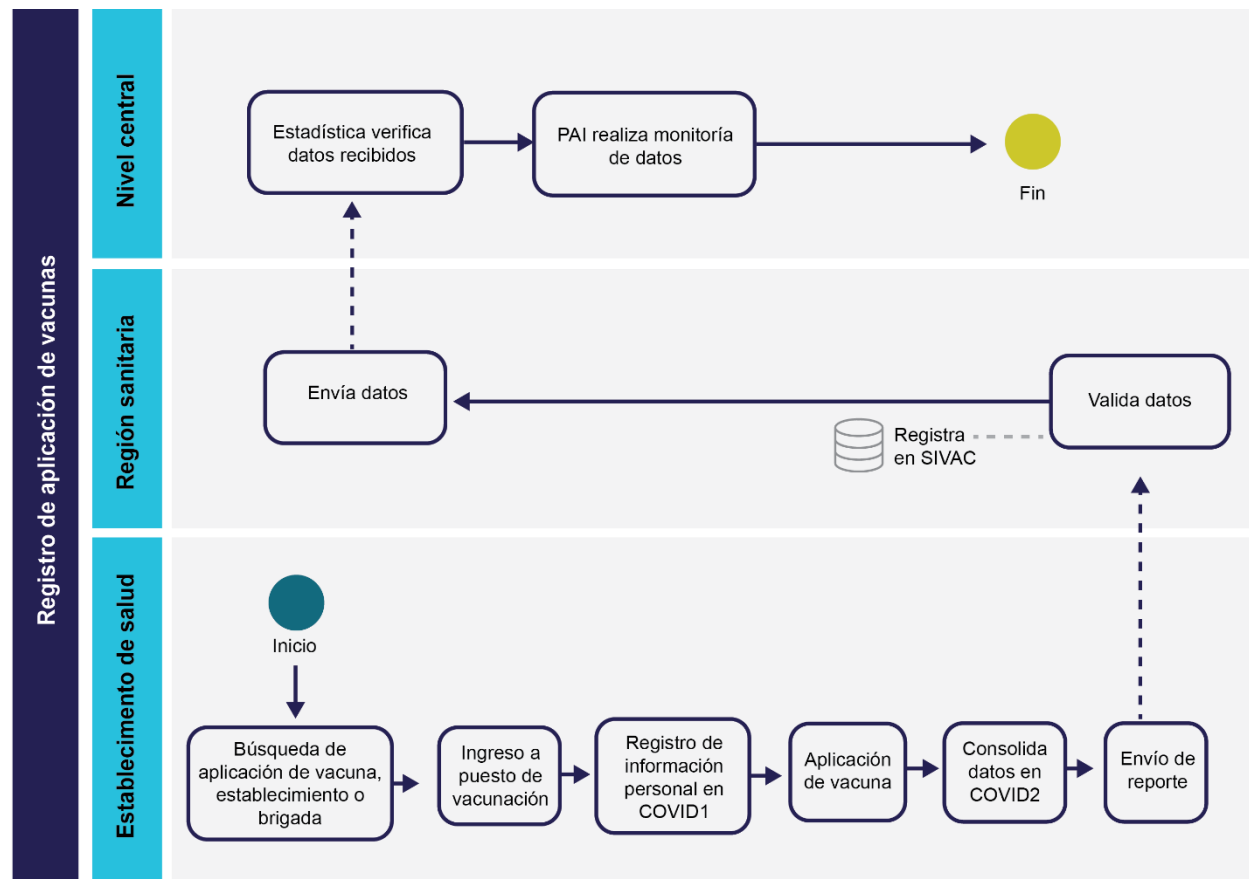 Registro de aplicación de vacunas
Nivel central
Estadística verifica
datos recibidos
PAI realiza monitoría
de datos
Fin
Región sanitaria
Envía datos
Valida datos
Registra
en SIVAC
Establecimento de salud
Inicio
Búsqueda de
aplicación de vacuna,
establecimiento o
brigada
Ingreso a
puesto de
vacunación
Registro de
información
personal en
COVID1
Aplicación
de vacuna
Consolida
datos en
COVID2
Envío de
reporte